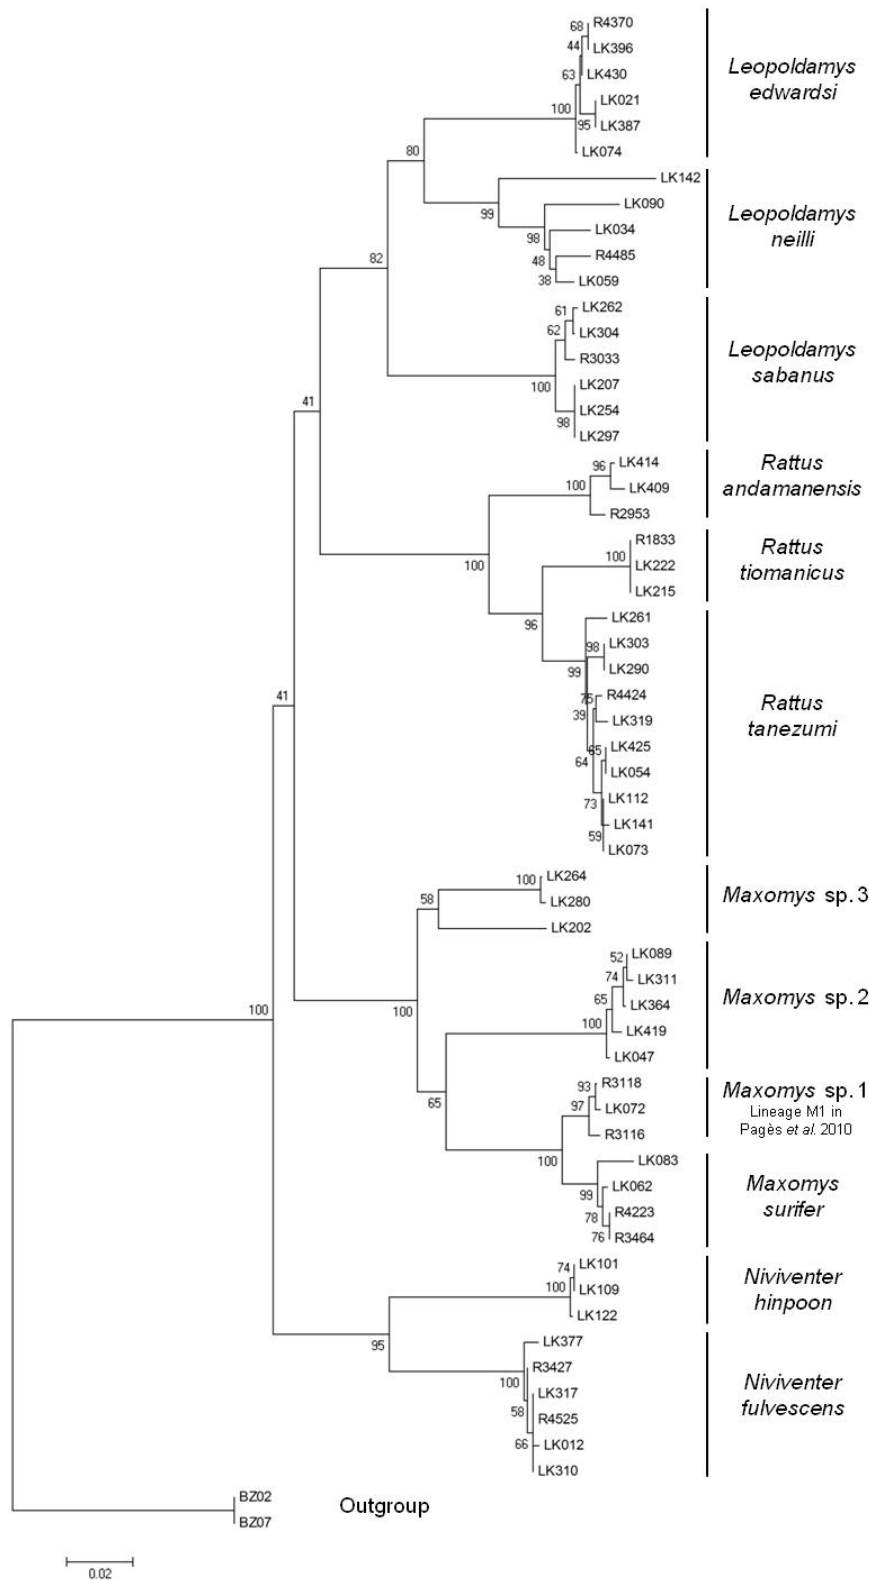 R4370
68
LK396
44
LK430
63
LK021
100
95
LK387
LK074
Leopoldamys
edwardsi
80
LK142
99
LK090
98
LK034
48
R4485
38
LK059
Leopoldamys
neilli
82
61
LK262
62
LK304
R3033
100
LK207
LK254
98
LK297
Leopoldamys
sabanus
41
96
LK414
100
LK409
R2953
Rattus
andamanensis
100
R1833
100
LK222
LK215
Rattus
tiomanicus
96
LK261
98
LK303
99
LK290
75
R4424
39
LK319
65
LK425
64
LK054
LK112
73
LK141
59
LK073
Rattus
tanezumi
41
100
LK264
58
LK280
LK202
Maxomys sp.3
100
52
LK089
74
LK311
65
LK364
100
LK419
LK047
Maxomys sp.2
65
93
R3118
97
LK072
R3116
Maxomys sp.1
Lineage M1 in
Pagès et al. 2010
100
LK083
99
LK062
78
R4223
76
R3464
Maxomys
surifer
100
74
LK101
100
LK109
LK122
Niviventer
hinpoon
95
LK377
R3427
100
LK317
58
R4525
66
LK012
LK310
Niviventer
fulvescens
BZ02
BZ07
Outgroup
0.02